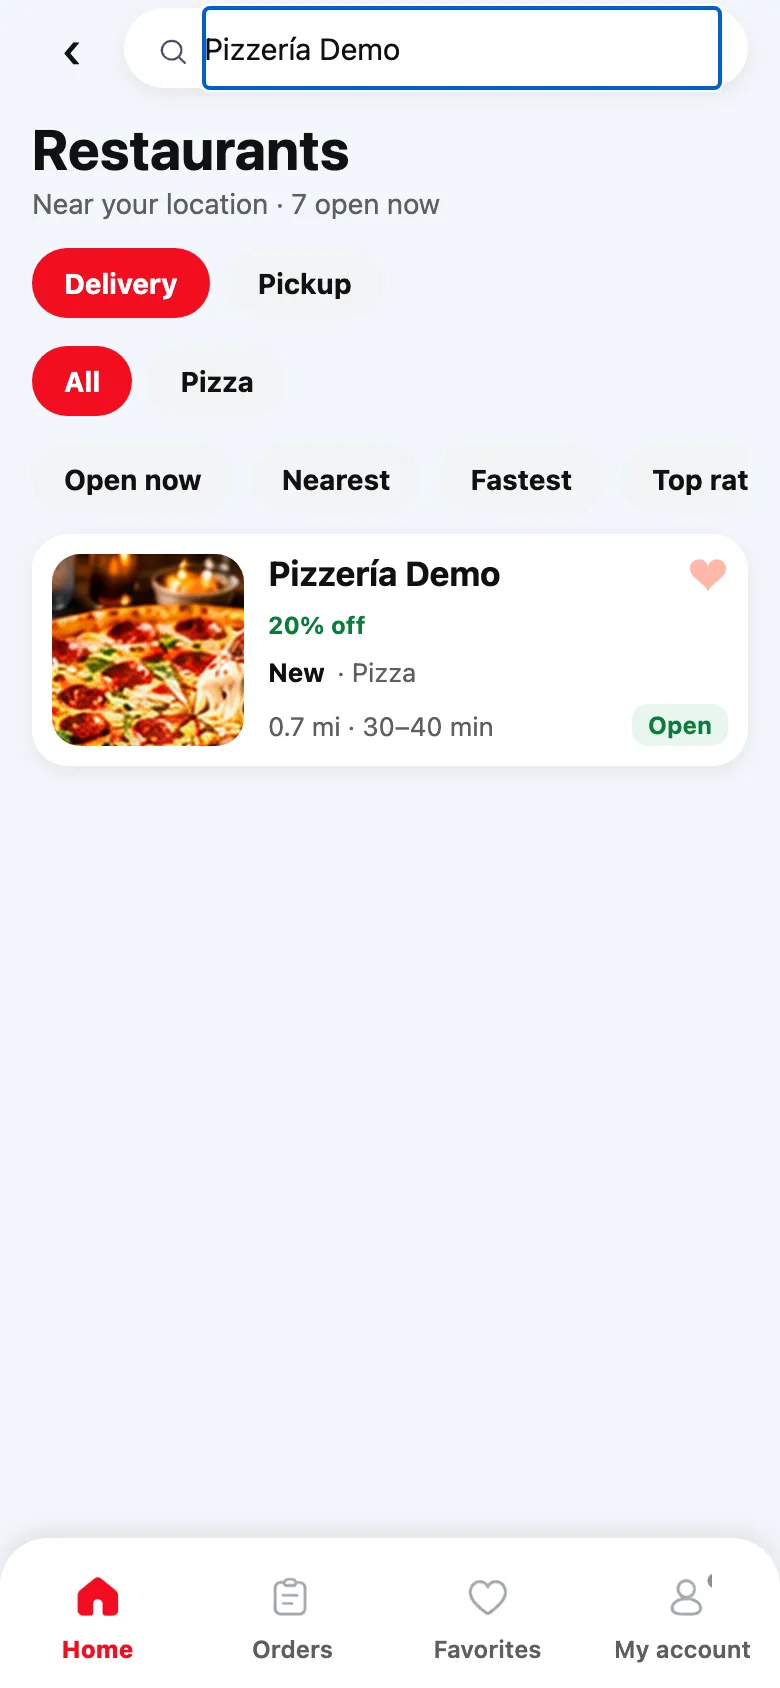 Pizzería Demo
Restaurants
Near your location · 7 open now
Delivery Pickup
All Pizza
Open now Nearest Fastest Top rat
Pizzería Demo
20% off
New · Pizza
0.7 mi · 30–40 min Open
Home Orders Favorites My account